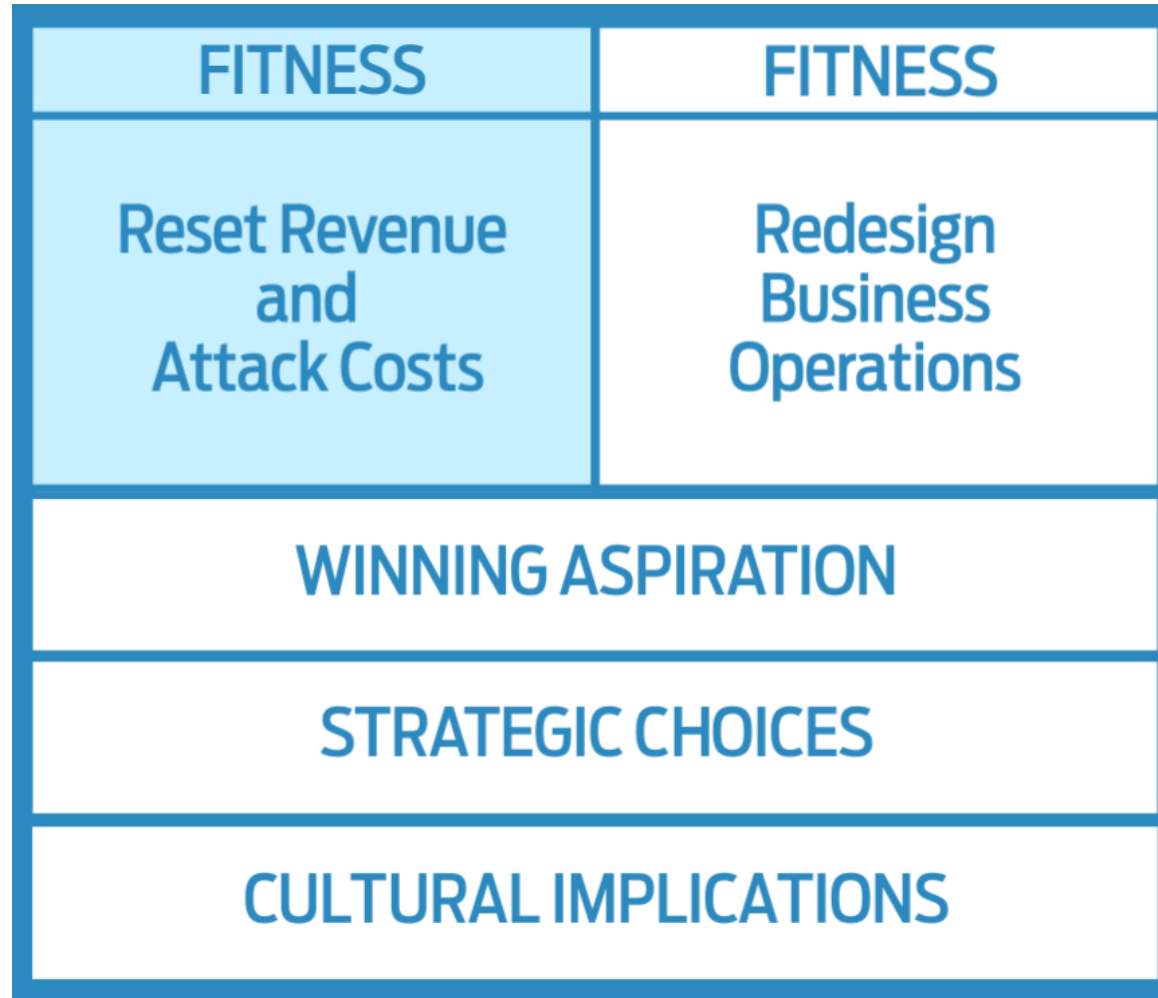 FITNESS
FITNESS
Reset Revenue
and
Attack Costs
Redesign
Business
Operations
WINNING ASPIRATION
STRATEGIC CHOICES
CULTURAL IMPLICATIONS